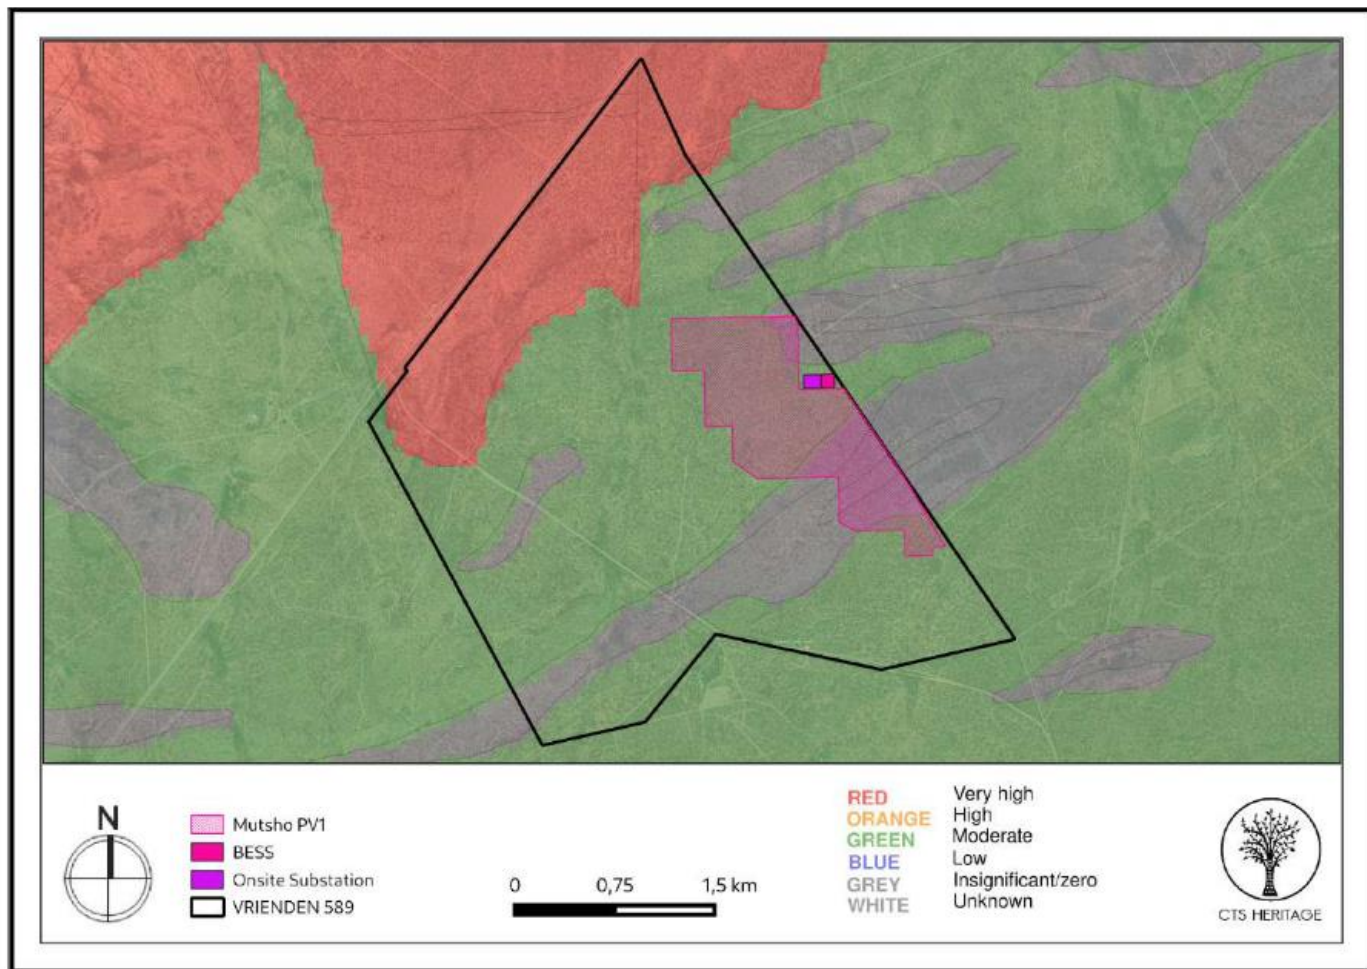 N
Mutsho PV1
BESS
Onsite Substation
VRIENDEN 589
0 0,75 1,5 km
RED Very high
ORANGE High
GREEN Moderate
BLUE Low
GREY Insignificant/zero
WHITE Unknown
CTS HERITAGE